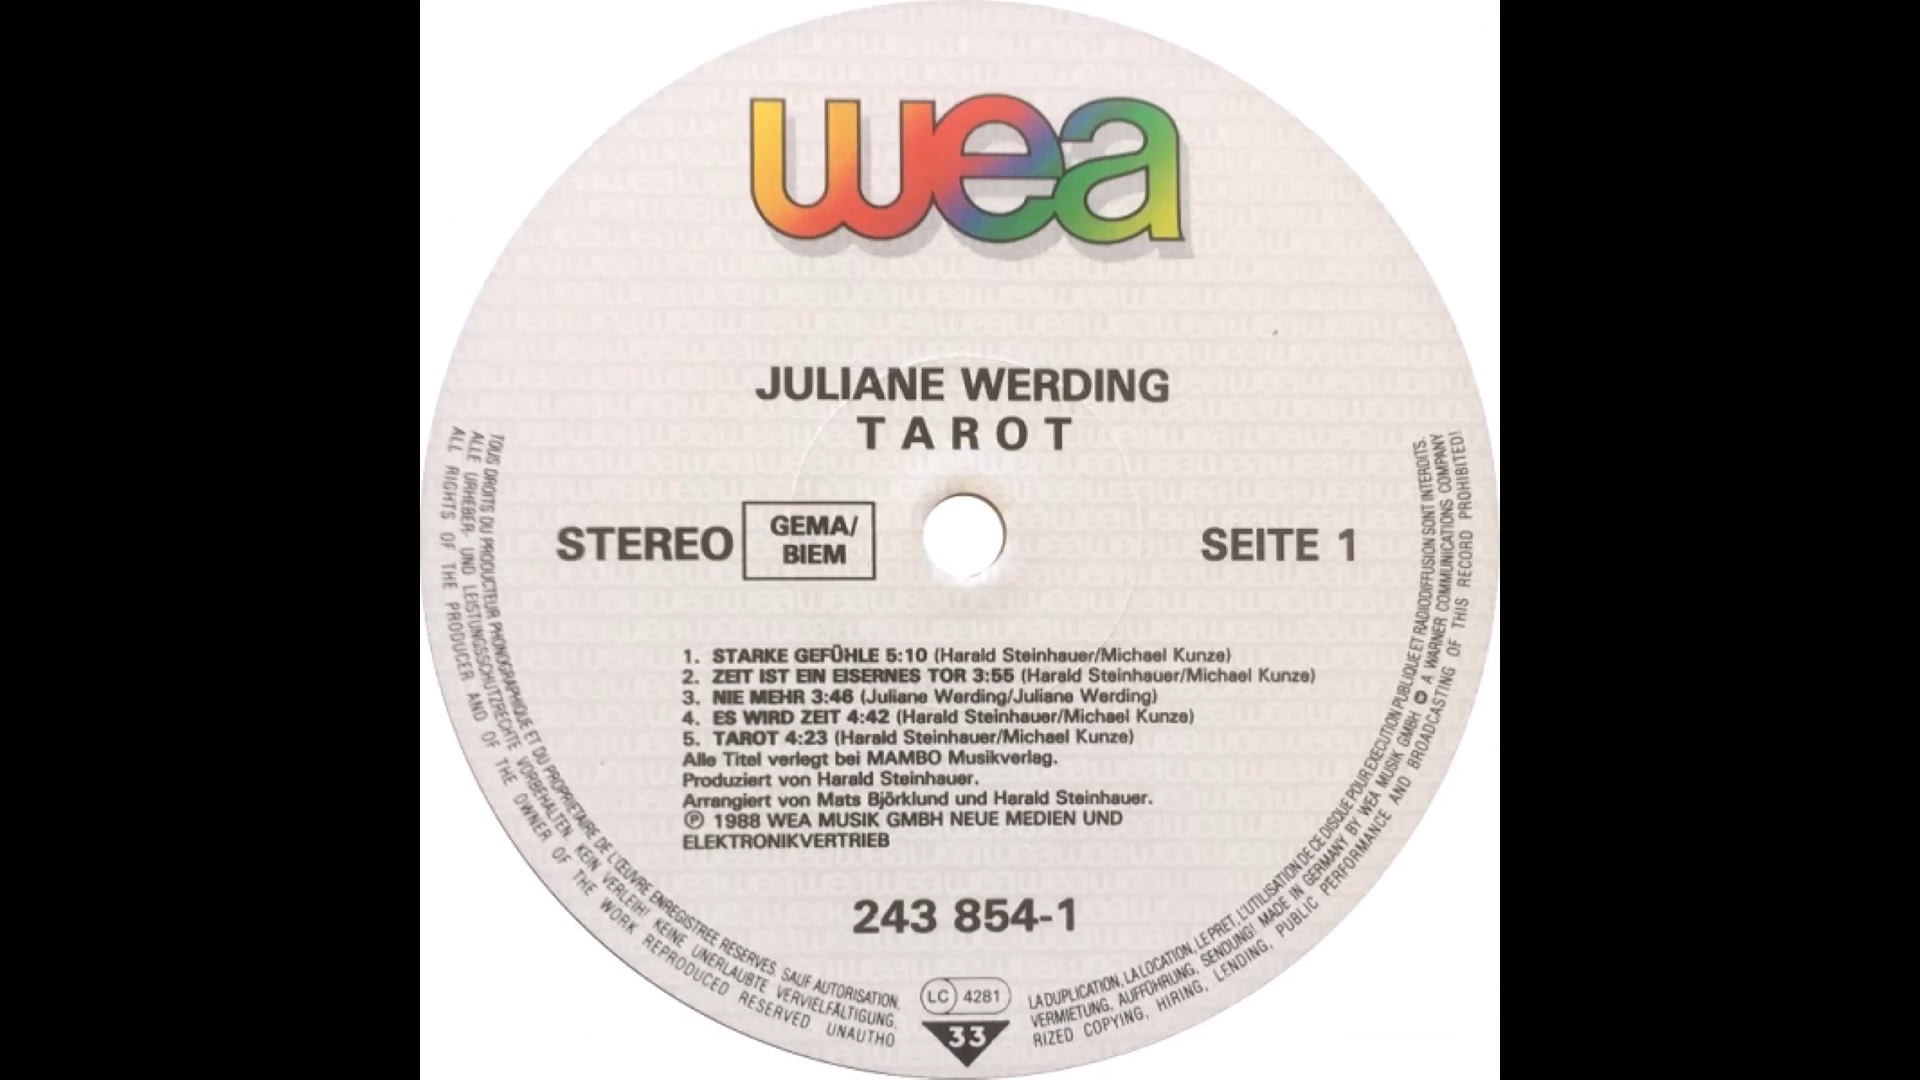 wea
JULIANE WERDING
TAROT
STEREO
GEMA/
BIEM
SEITE 1
1. STARKE GEFÜHLE 5:10 (Harald Steinhauer/Michael Kunze)
2. ZEIT IST EIN EISERNES TOR 3:55 (Harald Steinhauer/Michael Kunze)
3. NIE MEHR 3:46 (Juliane Werding/Juliane Werding)
4. ES WIRD ZEIT 4:42 (Harald Steinhauer/Michael Kunze)
5. TAROT 4:23 (Harald Steinhauer/Michael Kunze)
Alle Titel verlegt bei MAMBO Musikverlag.
Produziert von Harald Steinhauer.
Arrangiert von Mats Björklund und Harald Steinhauer.
Ⓟ 1988 WEA MUSIK GMBH NEUE MEDIEN UND
ELEKTRONIKVERTRIEB
243 854-1
LC 4281
33
TOUS DROITS DU PRODUCTEUR PHONOGRAPHIQUE ET DU PROPRIETAIRE DE L'ŒUVRE ENREGISTREE RESERVES. SAUF AUTORISATION,
LA DUPLICATION, LA LOCATION, LE PRET, L'UTILISATION DE CE DISQUE POUR EXECUTION PUBLIQUE ET RADIODIFFUSION SONT INTERDITS.
ALLE URHEBER- UND LEISTUNGSSCHUTZRECHTE VORBEHALTEN. KEIN VERLEIH! KEINE UNERLAUBTE VERVIELFÄLTIGUNG,
VERMIETUNG, AUFFÜHRUNG, SENDUNG! MADE IN GERMANY BY WEA MUSIK GMBH A WARNER COMMUNICATIONS COMPANY
ALL RIGHTS OF THE PRODUCER AND OF THE OWNER OF THE WORK REPRODUCED RESERVED UNAUTHO
RIZED COPYING, HIRING, LENDING, PUBLIC PERFORMANCE AND BROADCASTING OF THIS RECORD PROHIBITED!